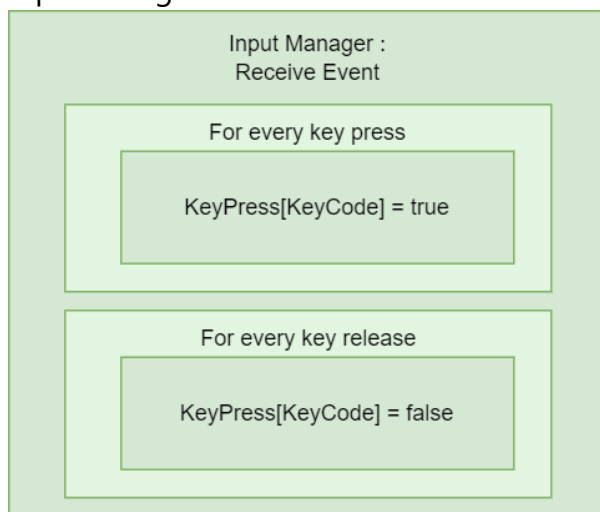 Input Manager :
Receive Event
For every key press
KeyPress[KeyCode] = true
For every key release
KeyPress[KeyCode] = false